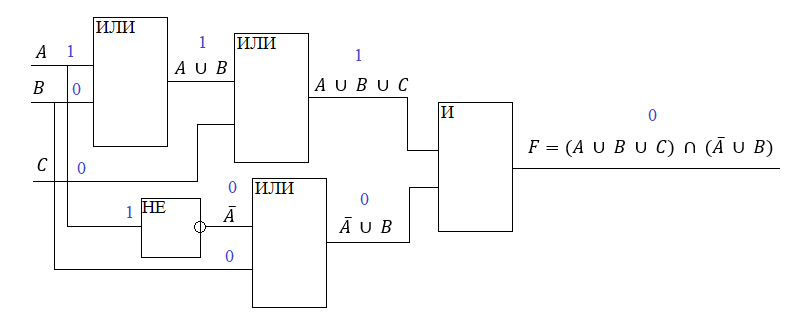 ИЛИ
A 1
1
ИЛИ
A ∪ B
1
A ∪ B ∪ C
B 0
И
0
F = (A ∪ B ∪ C) ∩ (Ā ∪ B)
C 0
0
ИЛИ
1
НЕ
Ā
0
Ā ∪ B
0